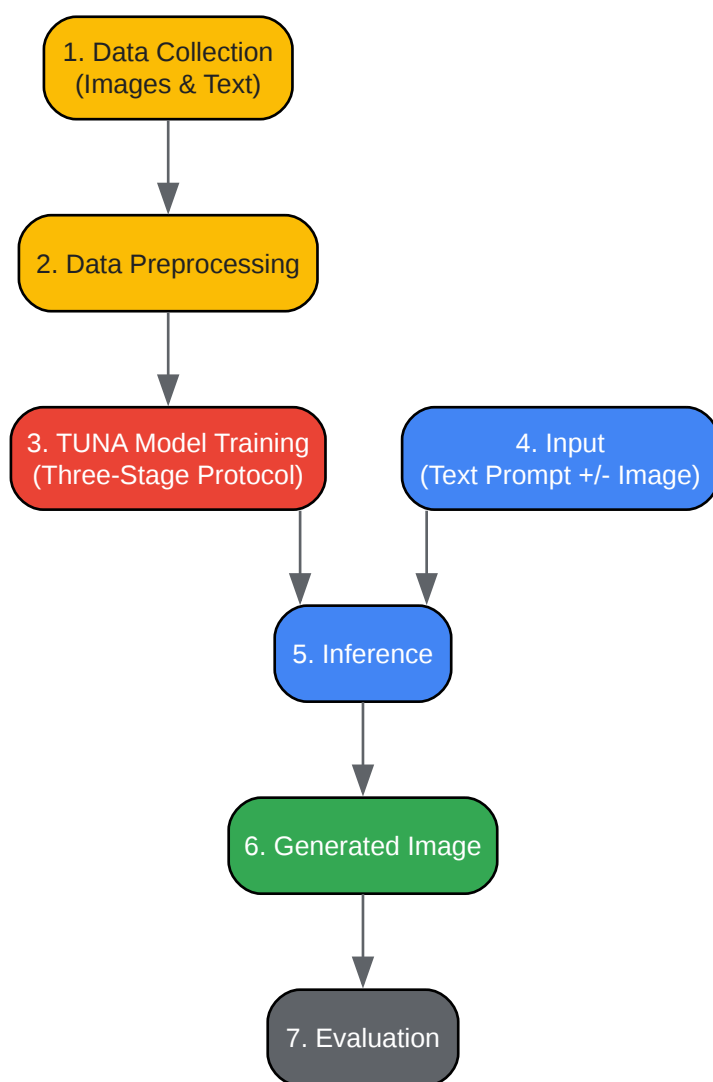 1. Data Collection
(Images & Text)
2. Data Preprocessing
3. TUNA Model Training
(Three-Stage Protocol)
4. Input
(Text Prompt +/- Image)
5. Inference
6. Generated Image
7. Evaluation